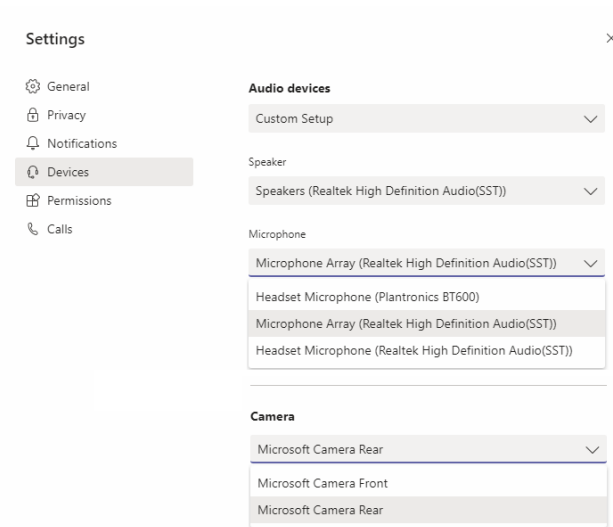 Settings
General
Privacy
Notifications
Devices
Permissions
Calls
Audio devices
Custom Setup
Speaker
Speakers (Realtek High Definition Audio(SST))
Microphone
Microphone Array (Realtek High Definition Audio(SST))
Headset Microphone (Plantronics BT600)
Microphone Array (Realtek High Definition Audio(SST))
Headset Microphone (Realtek High Definition Audio(SST))
Camera
Microsoft Camera Rear
Microsoft Camera Front
Microsoft Camera Rear